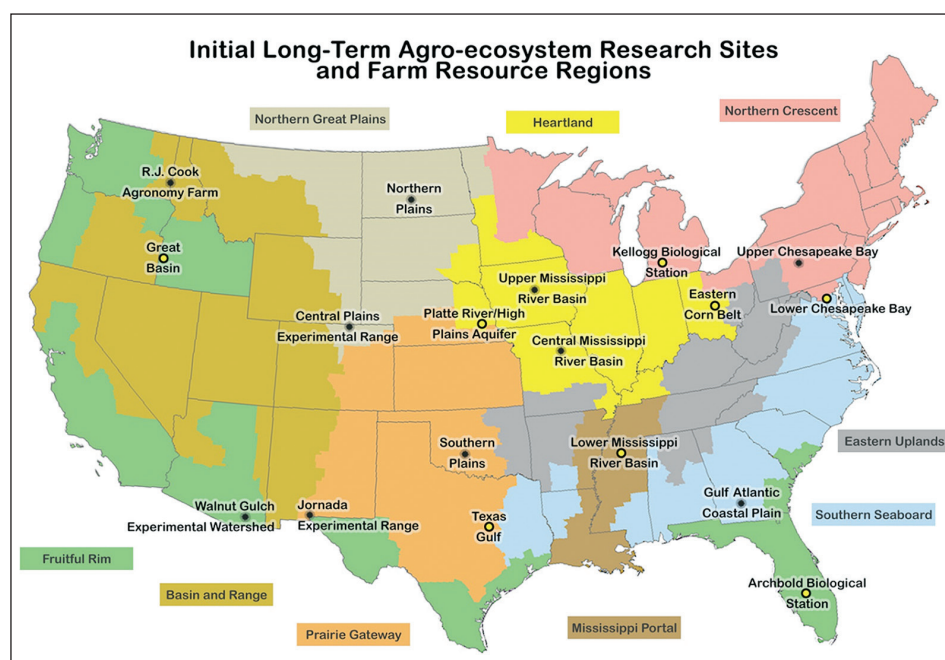 Initial Long-Term Agro-ecosystem Research Sites
and Farm Resource Regions
Northern Great Plains
Heartland
Northern Crescent
R.J. Cook
Agronomy Farm
Northern
Plains
Great
Basin
Kellogg Biological
Station
Upper Chesapeake Bay
Upper Mississippi
River Basin
Eastern
Corn Belt
Lower Chesapeake Bay
Central Plains
Experimental Range
Platte River/High
Plains Aquifer
Central Mississippi
River Basin
Eastern Uplands
Southern
Plains
Lower Mississippi
River Basin
Walnut Gulch
Experimental Watershed
Jornada
Experimental Range
Texas
Gulf
Gulf Atlantic
Coastal Plain
Southern Seaboard
Fruitful Rim
Basin and Range
Archbold Biological
Station
Prairie Gateway
Mississippi Portal